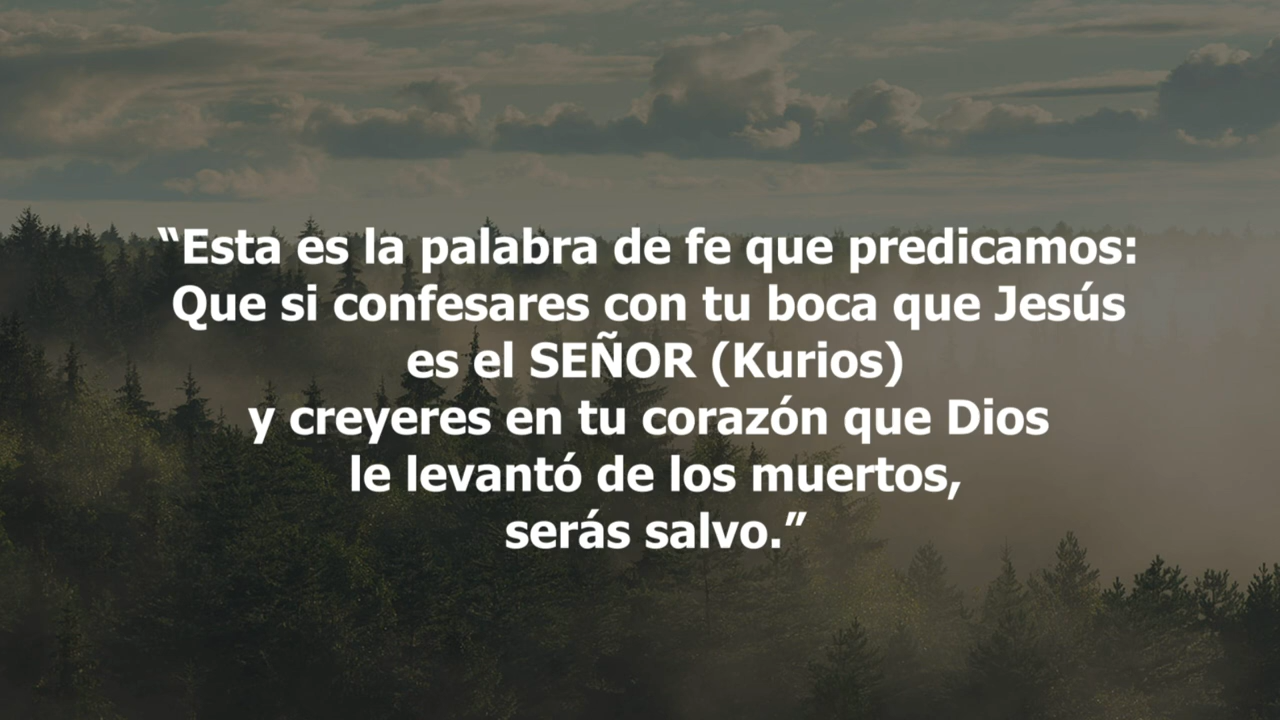 “Esta es la palabra de fe que predicamos:
Que si confesares con tu boca que Jesús
es el SEÑOR (Kurios)
y creyeres en tu corazón que Dios
le levantó de los muertos,
serás salvo.”